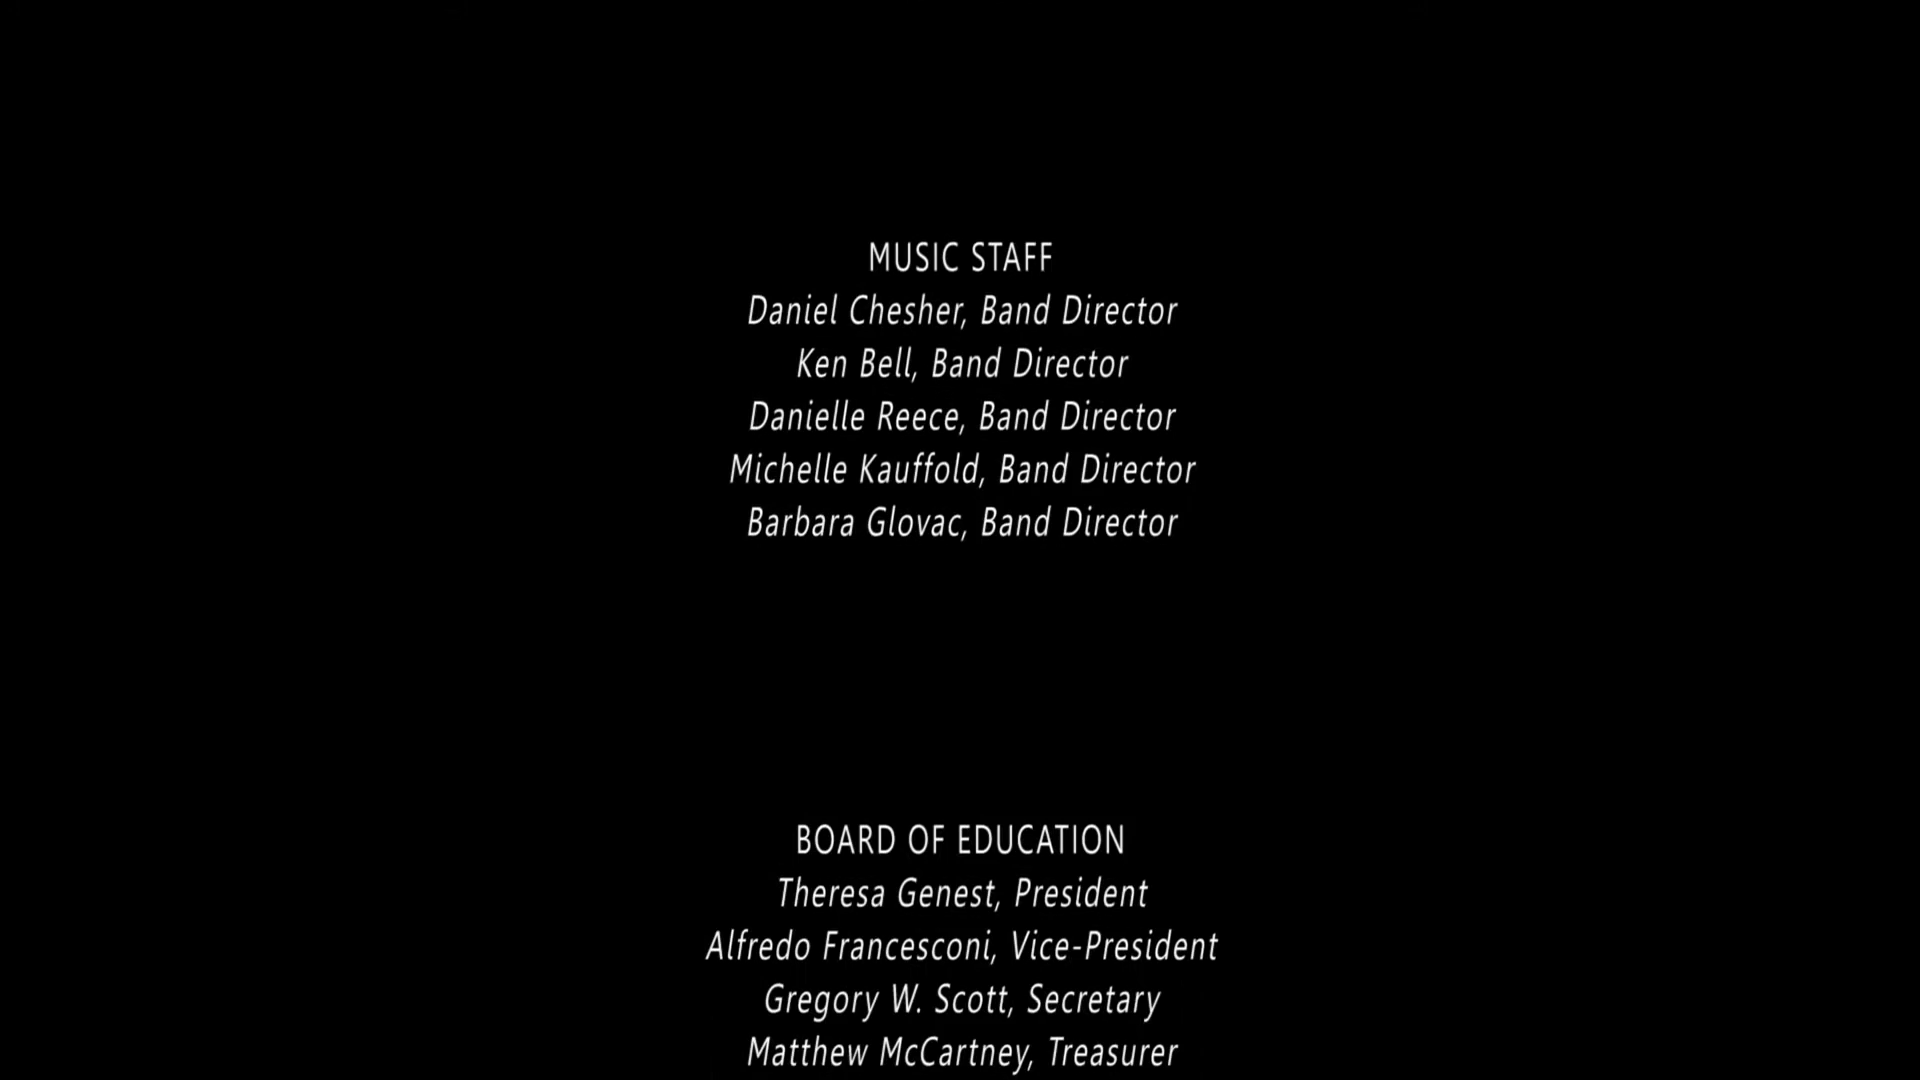 MUSIC STAFF
Daniel Chesher, Band Director
Ken Bell, Band Director
Danielle Reece, Band Director
Michelle Kauffold, Band Director
Barbara Glovac, Band Director
BOARD OF EDUCATION
Theresa Genest, President
Alfredo Francesconi, Vice-President
Gregory W. Scott, Secretary
Matthew McCartney, Treasurer